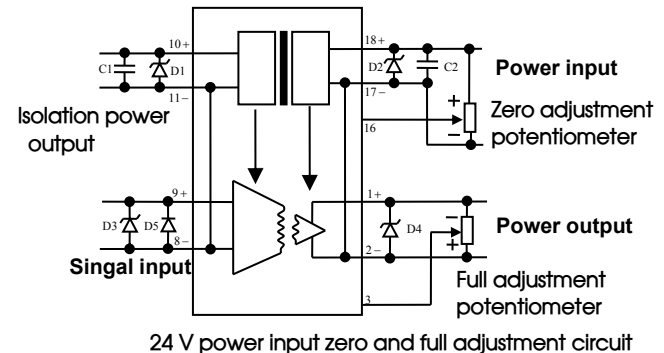 10+
18+
C1
D1
D2
C2
Power input
11−
17−
Isolation power
output
+
−
Zero adjustment
potentiometer
16
9+
1+
D3
D5
D4
−
+
Power output
8−
2−
Singal input
Full adjustment
potentiometer
3
24 V power input zero and full adjustment circuit